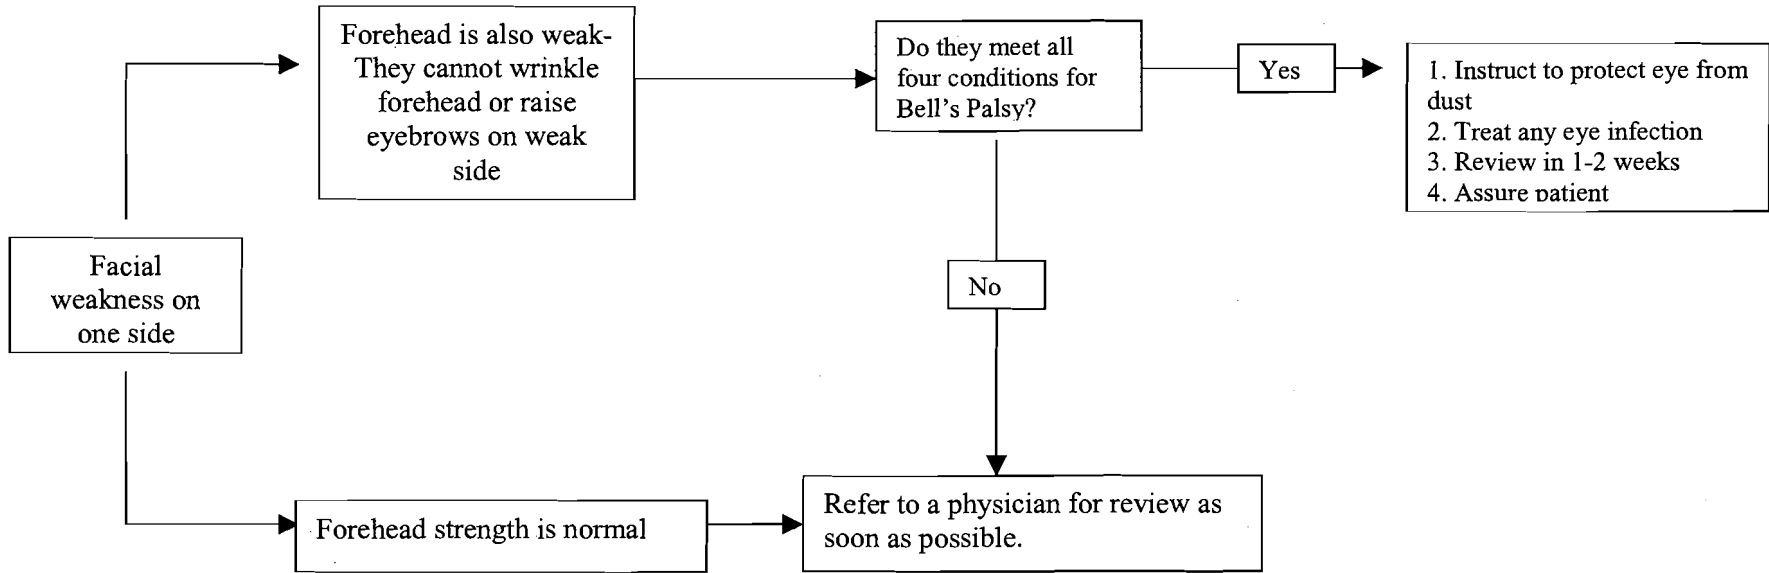 Forehead is also weak-
They cannot wrinkle
forehead or raise
eyebrows on weak
side
Do they meet all
four conditions for
Bell's Palsy?
Yes
1. Instruct to protect eye from
dust
2. Treat any eye infection
3. Review in 1-2 weeks
4. Assure patient
Facial
weakness on
one side
No
Forehead strength is normal
Refer to a physician for review as
soon as possible.